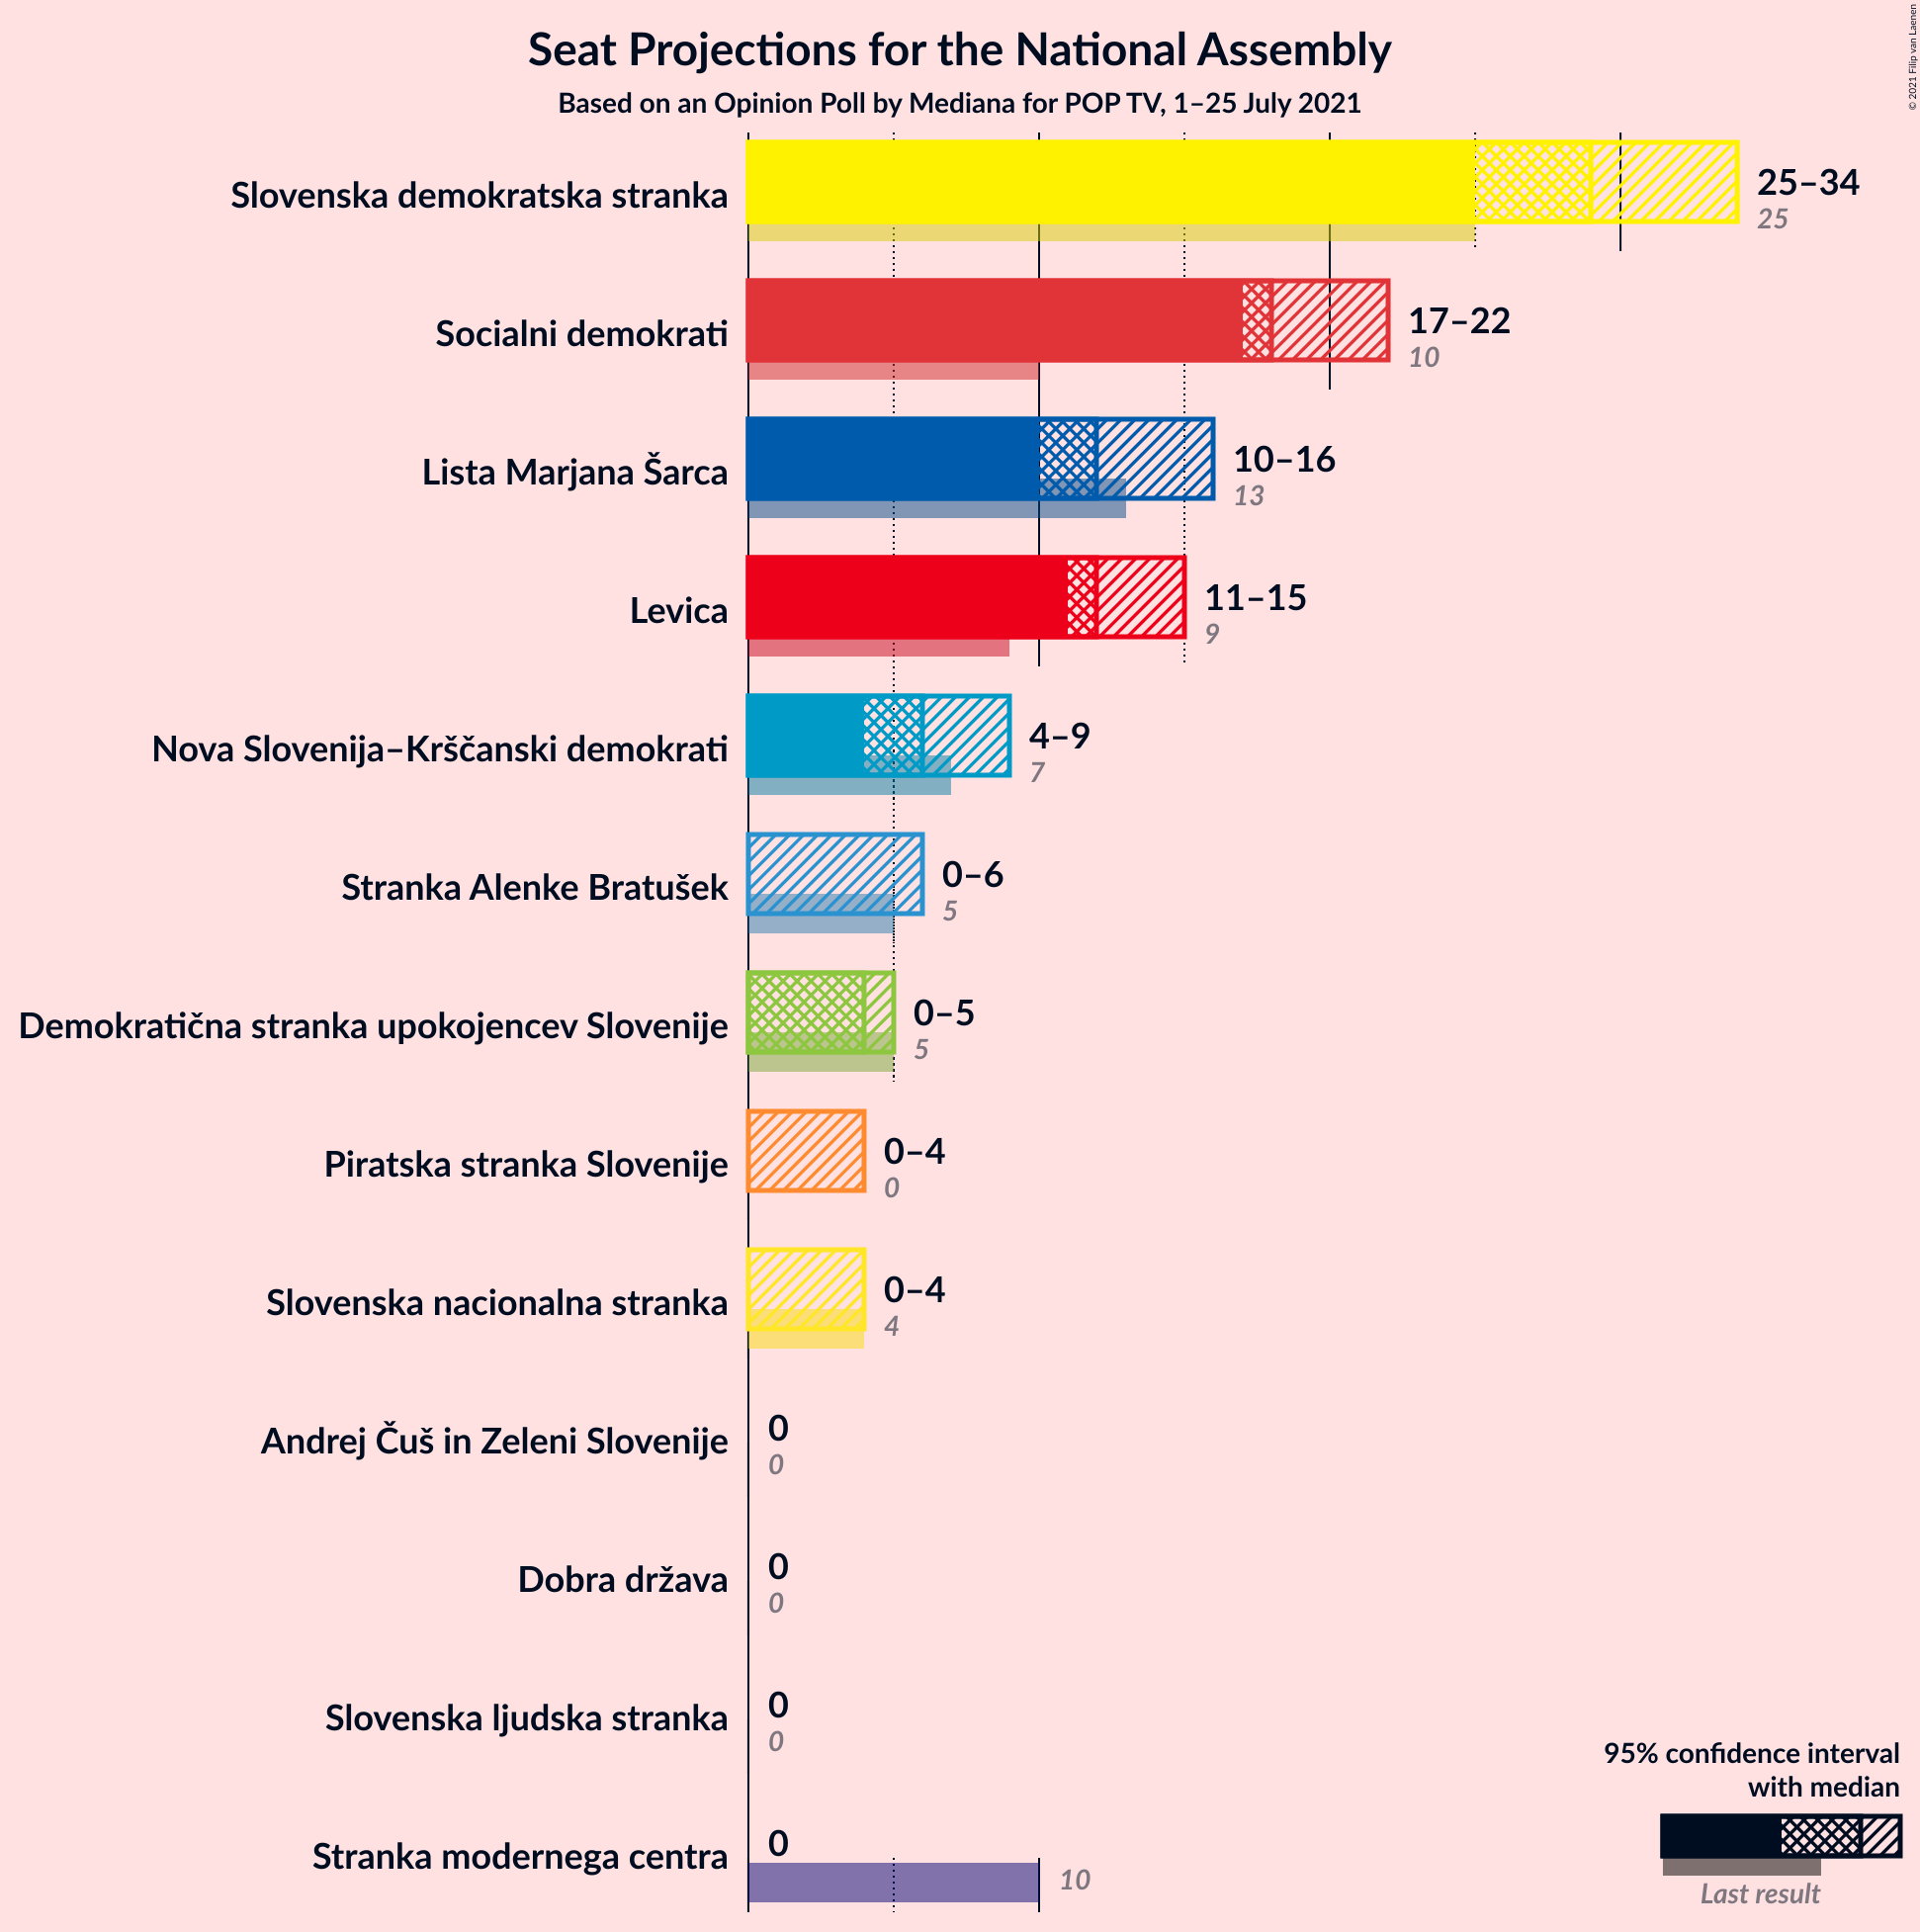 Seat Projections for the National Assembly
Based on an Opinion Poll by Mediana for POP TV, 1–25 July 2021
© 2021 Filip van Laenen
Slovenska demokratska stranka
25–34
25
Socialni demokrati
17–22
10
Lista Marjana Šarca
10–16
13
Levica
11–15
9
Nova Slovenija–Krščanski demokrati
4–9
7
Stranka Alenke Bratušek
0–6
5
Demokratična stranka upokojencev Slovenije
0–5
5
Piratska stranka Slovenije
0–4
0
Slovenska nacionalna stranka
0–4
4
Andrej Čuš in Zeleni Slovenije
0
0
Dobra država
0
0
Slovenska ljudska stranka
0
0
Stranka modernega centra
0
10
95% confidence interval
with median
Last result